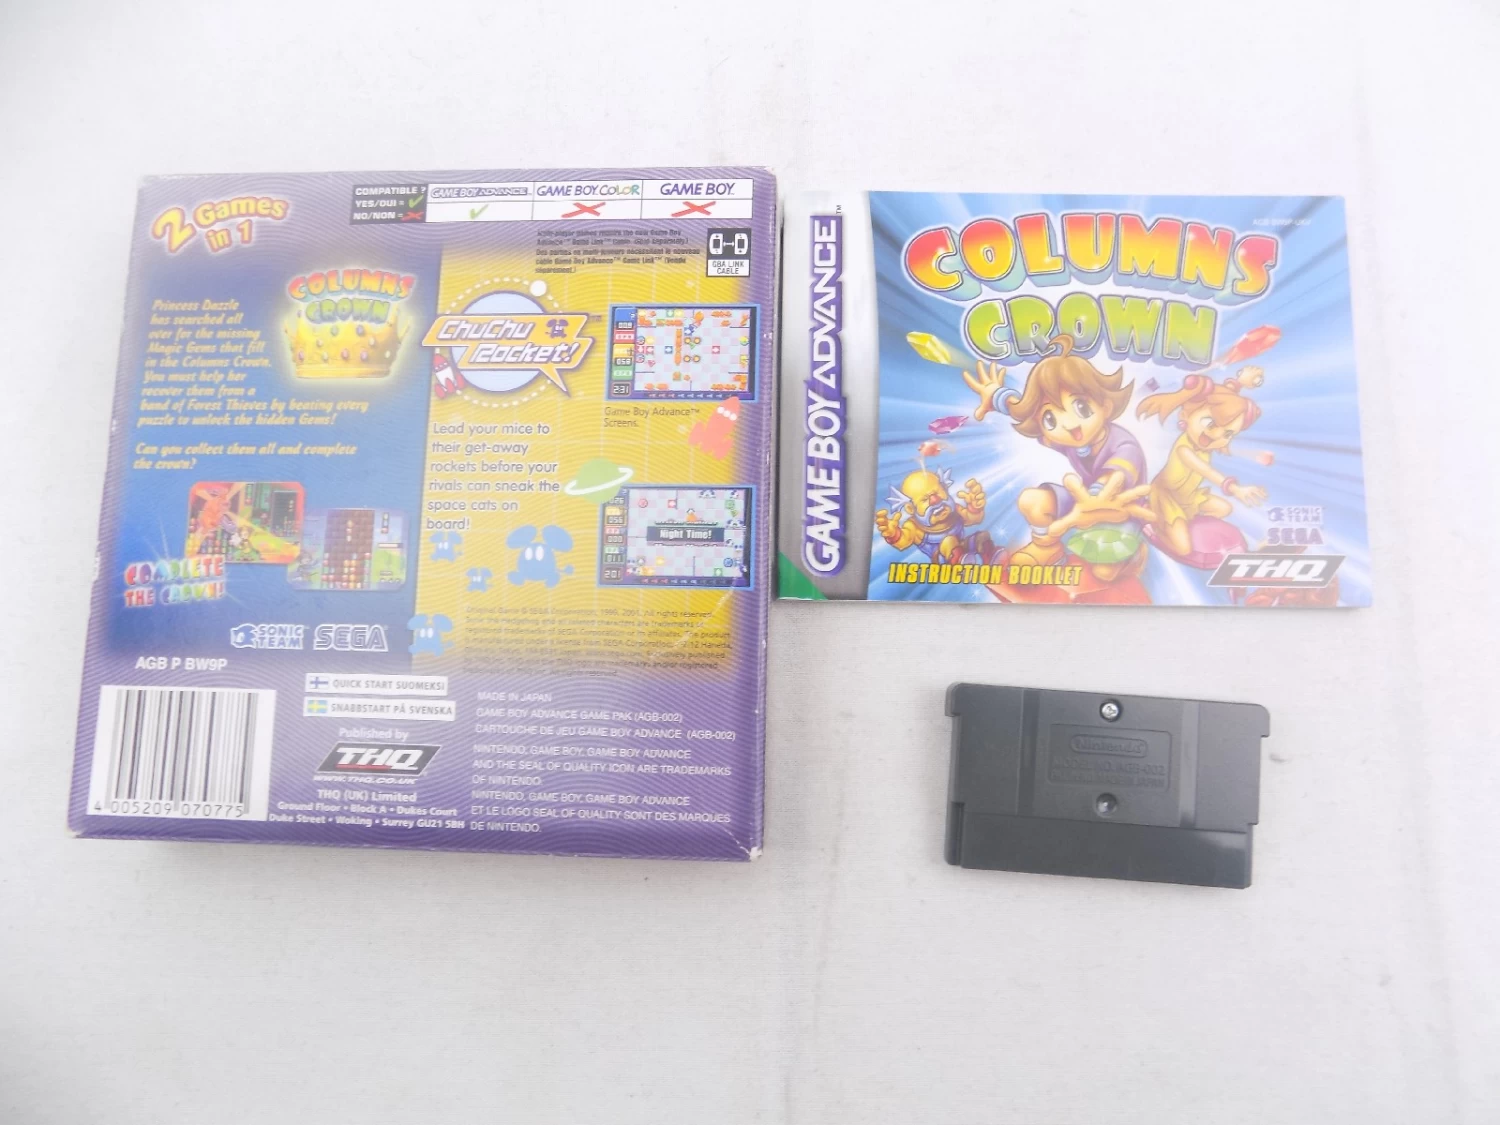 2 Games
in 1
COMPATIBLE ?
YES/OUI =
NO/NON =
GAME BOY ADVANCE
GAME BOY COLOR
GAME BOY
GBA LINK
CABLE
COLUMNS
CROWN
Princess Dazzle
has searched all
over for the missing
Magic Gems that fill
in the Columns Crown.
You must help her
recover them from a
band of Forest Thieves by beating every
puzzle to unlock the hidden Gems!
Can you collect them all and complete
the crown?
COMPLETE
THE CROWN!
SONIC
TEAM
SEGA
AGB P BW9P
ChuChu
Rocket!
Game Boy Advance™
Screens.
Lead your mice to
their get-away
rockets before your
rivals can sneak the
space cats on
board!
Night Time!
QUICK START SUOMEKSI
SNABBSTART PÅ SVENSKA
Published by
THQ
WWW.THQ.CO.UK
THQ (UK) Limited
Ground Floor • Block A • Dukes Court
Duke Street • Woking • Surrey GU21 5BH
4 005209 070775
MADE IN JAPAN
GAME BOY ADVANCE GAME PAK (AGB-002)
CARTOUCHE DE JEU GAME BOY ADVANCE (AGB-002)
NINTENDO, GAME BOY, GAME BOY ADVANCE
AND THE SEAL OF QUALITY ICON ARE TRADEMARKS
OF NINTENDO.
NINTENDO, GAME BOY, GAME BOY ADVANCE
ET LE LOGO SEAL OF QUALITY SONT DES MARQUES
DE NINTENDO.
GAME BOY ADVANCE™
COLUMNS
CROWN
INSTRUCTION BOOKLET
SONIC
TEAM
SEGA
THQ
Nintendo
MODEL NO. AGB-002